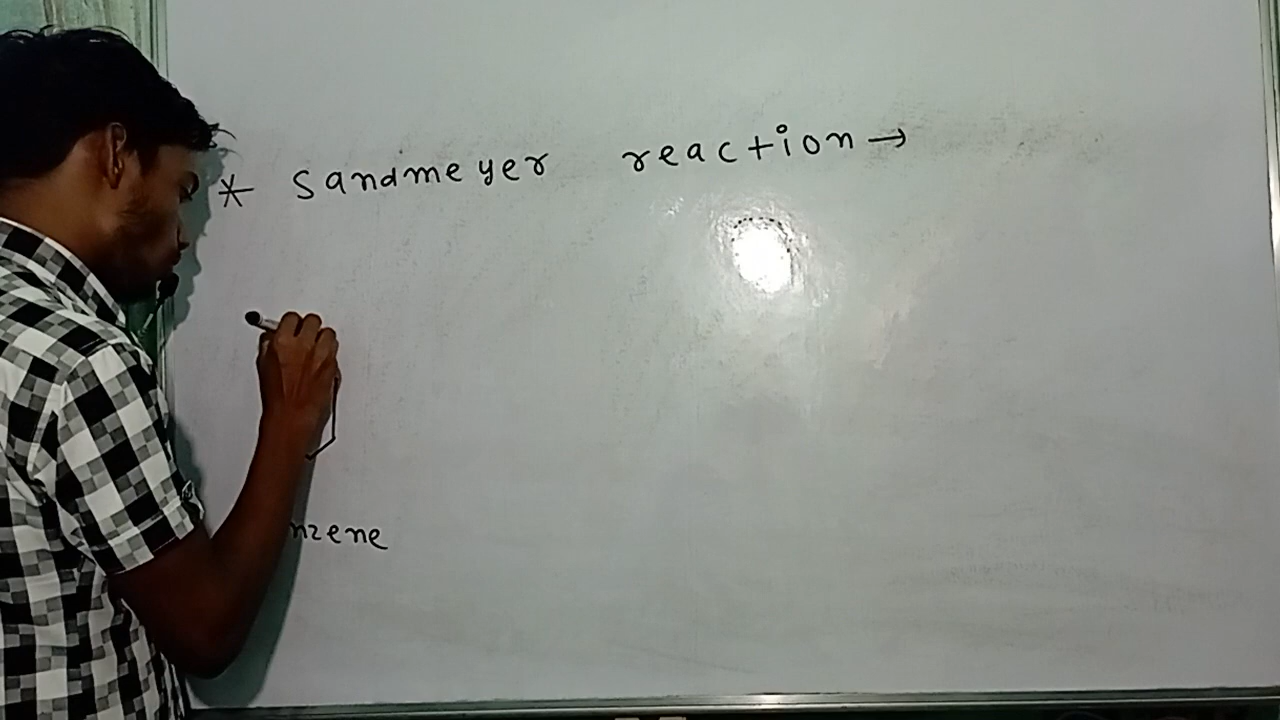 * Sandmeyer reaction →
nzene